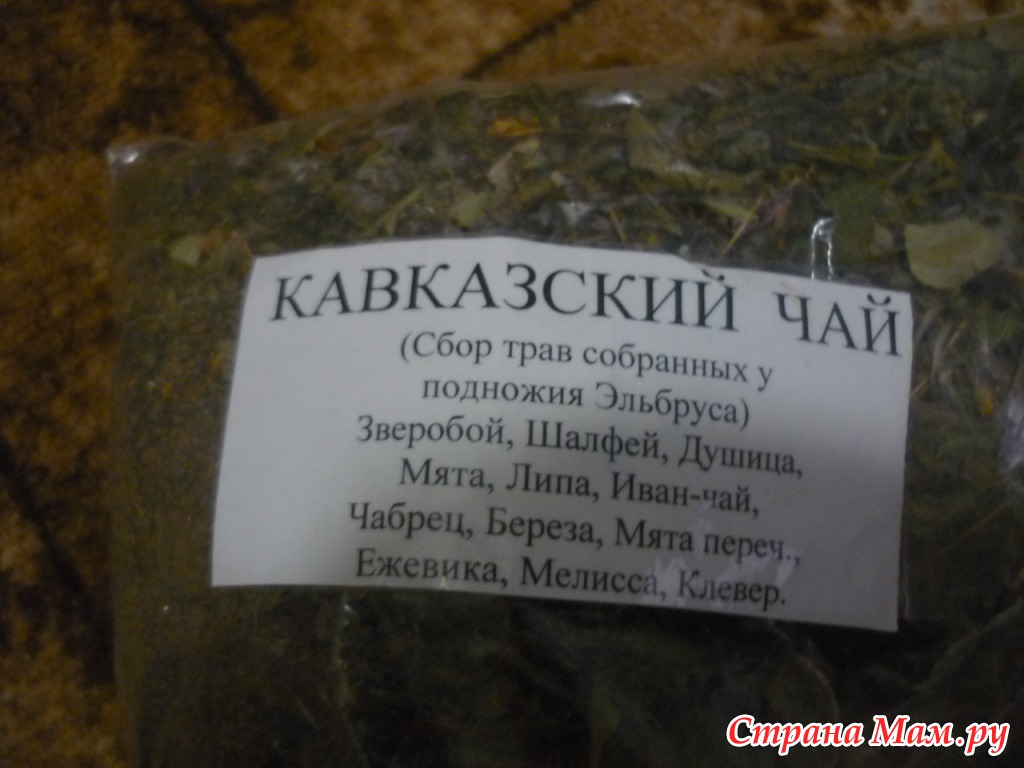 КАВКАЗСКИЙ ЧАЙ
(Сбор трав собранных у
подножия Эльбруса)
Зверобой, Шалфей, Душица,
Мята, Липа, Иван-чай,
Чабрец, Береза, Мята переч.,
Ежевика, Мелисса, Клевер.
Страна Мам.ру